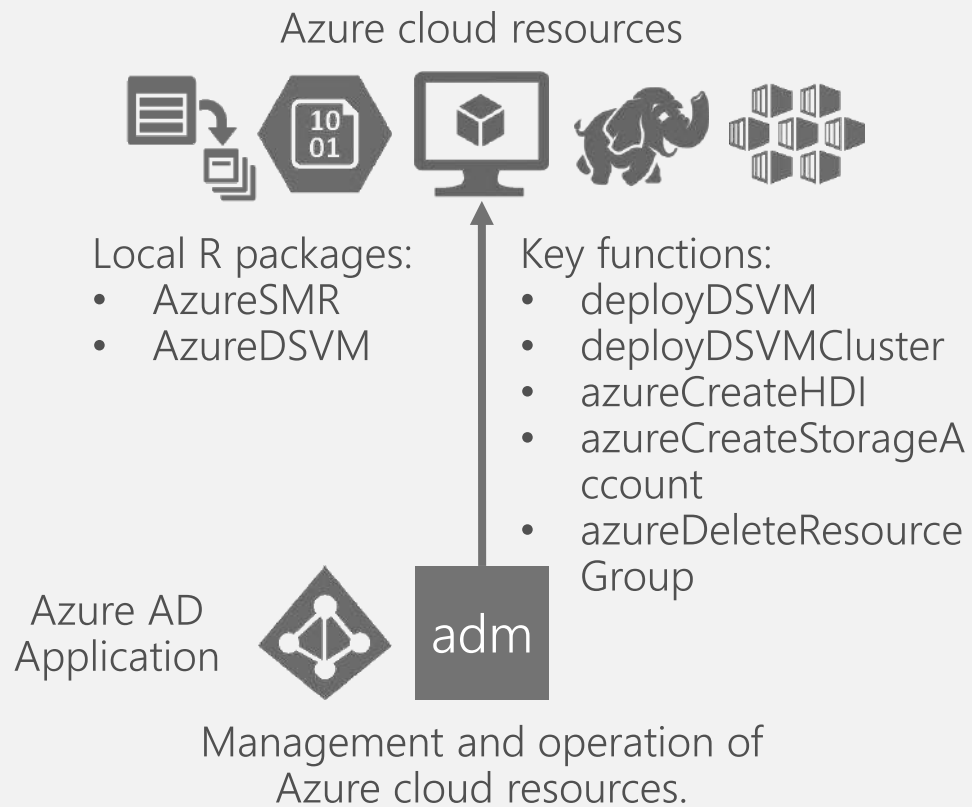 Azure cloud resources
10
01
Local R packages:
• AzureSMR
• AzureDSVM
Key functions:
• deployDSVM
• deployDSVMCluster
• azureCreateHDI
• azureCreateStorageA
ccount
• azureDeleteResource
Group
Azure AD
Application
adm
Management and operation of
Azure cloud resources.